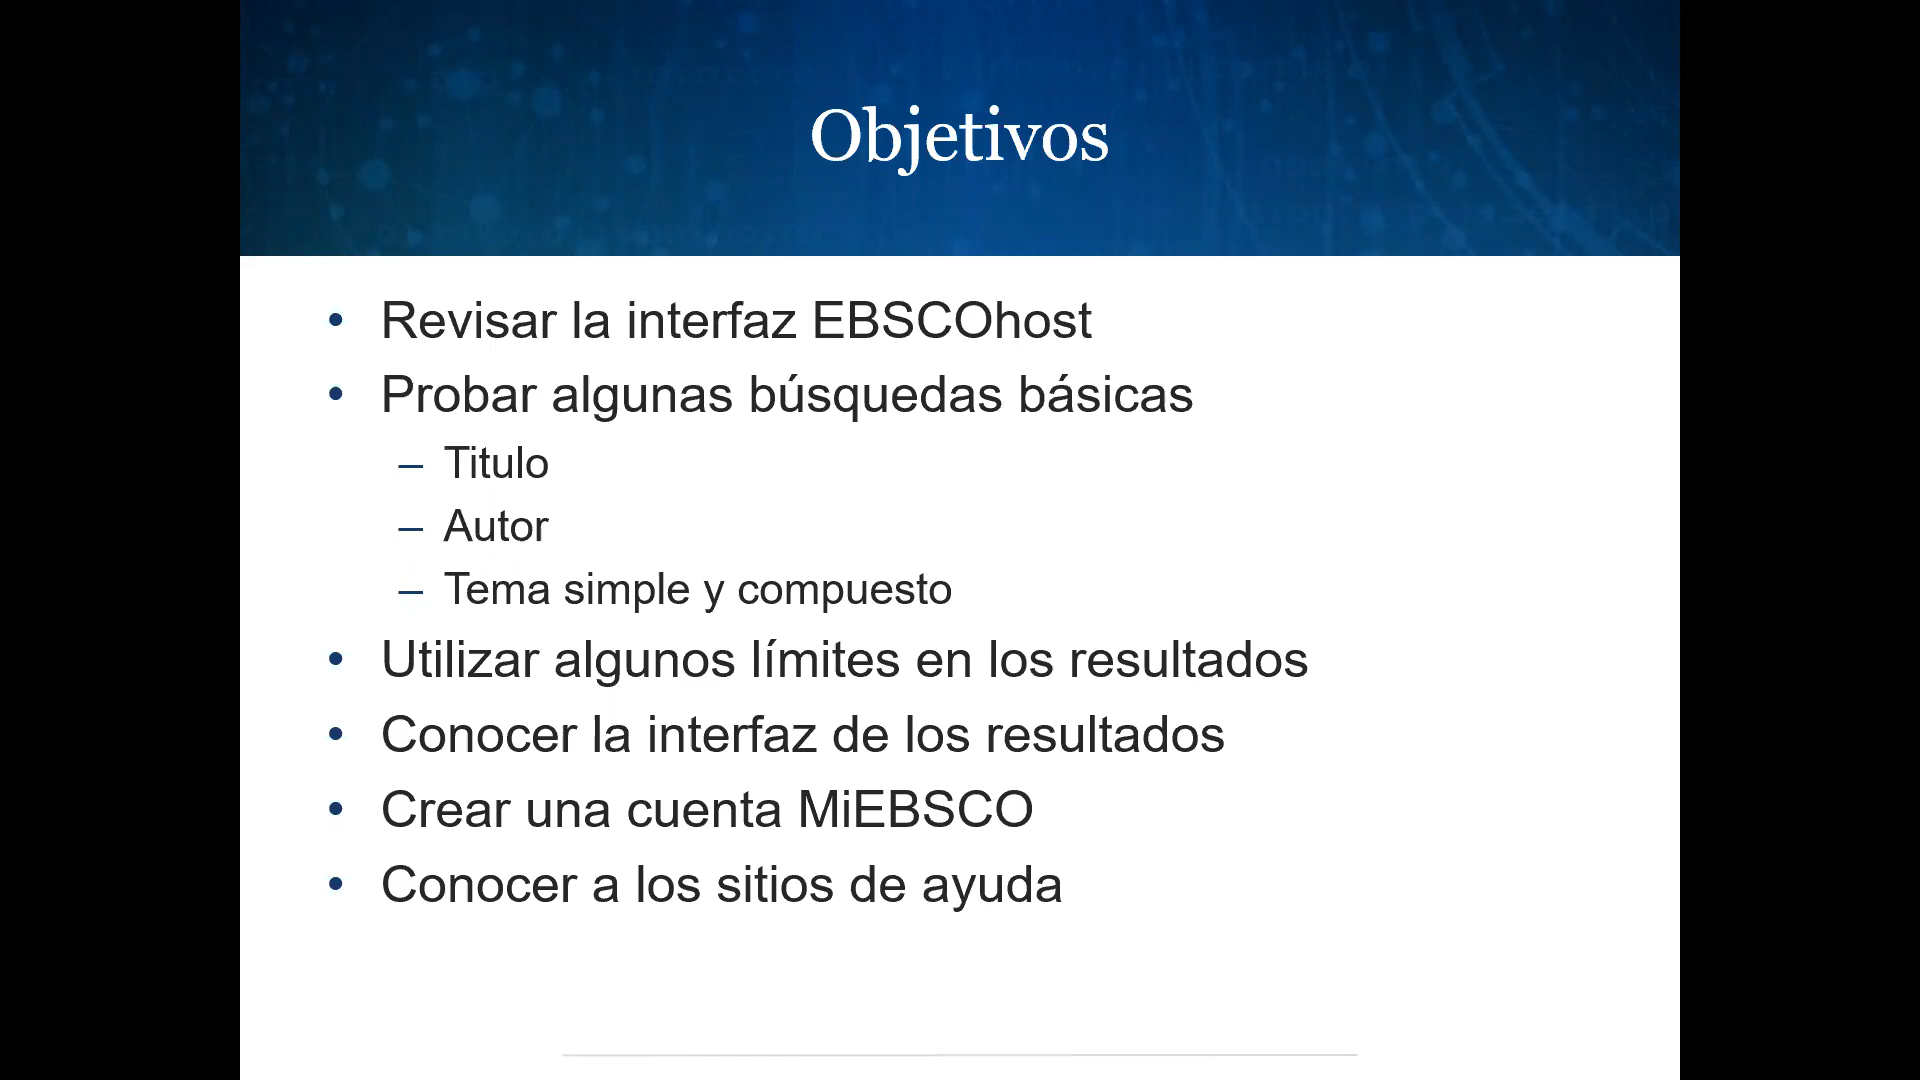 Objetivos
• Revisar la interfaz EBSCOhost
• Probar algunas búsquedas básicas
– Titulo
– Autor
– Tema simple y compuesto
• Utilizar algunos límites en los resultados
• Conocer la interfaz de los resultados
• Crear una cuenta MiEBSCO
• Conocer a los sitios de ayuda